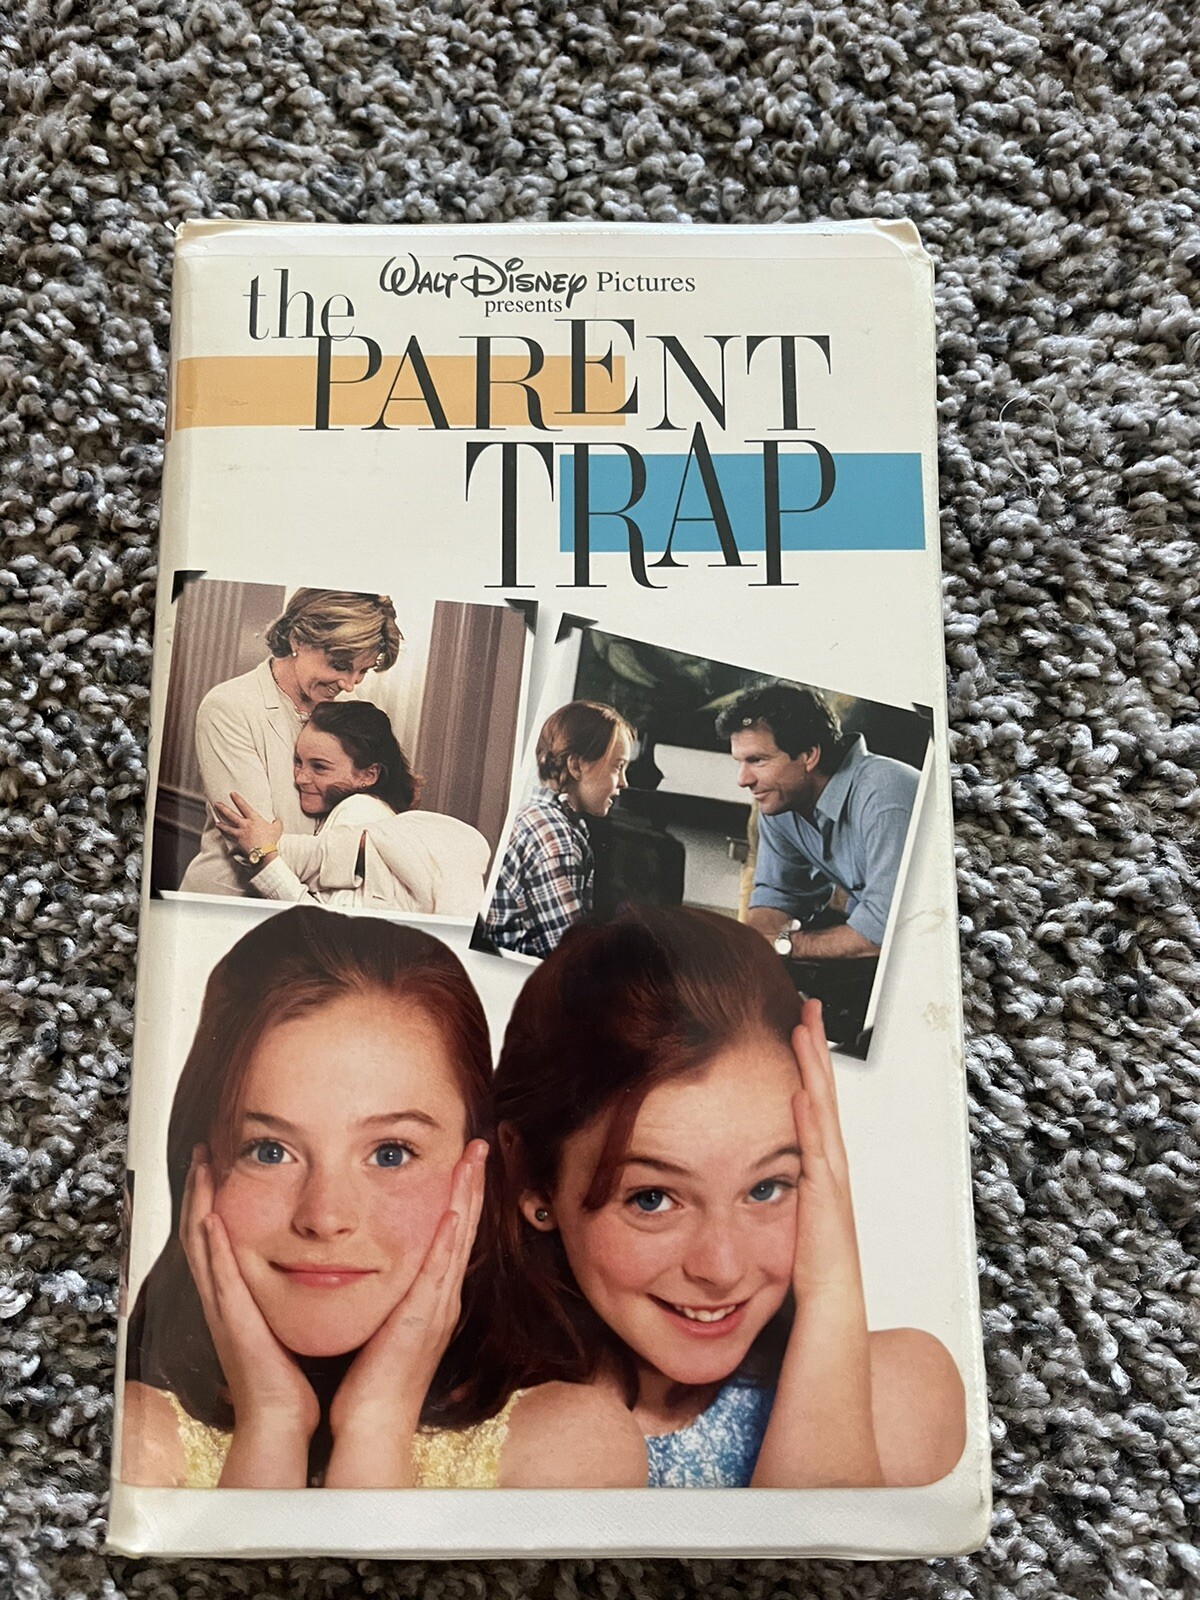 WALT DISNEY Pictures
presents
the
PARENT
TRAP